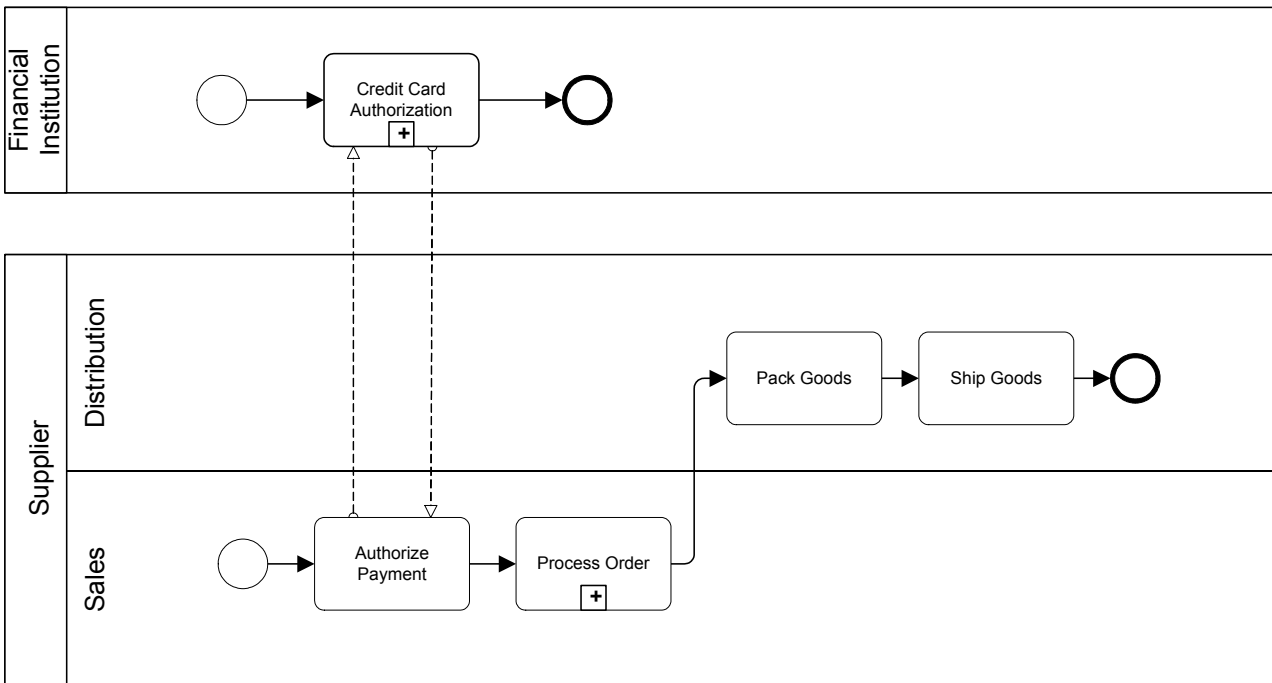 Financial
Institution
Credit Card
Authorization
+
Supplier
Distribution
Pack Goods
Ship Goods
Sales
Authorize
Payment
Process Order
+